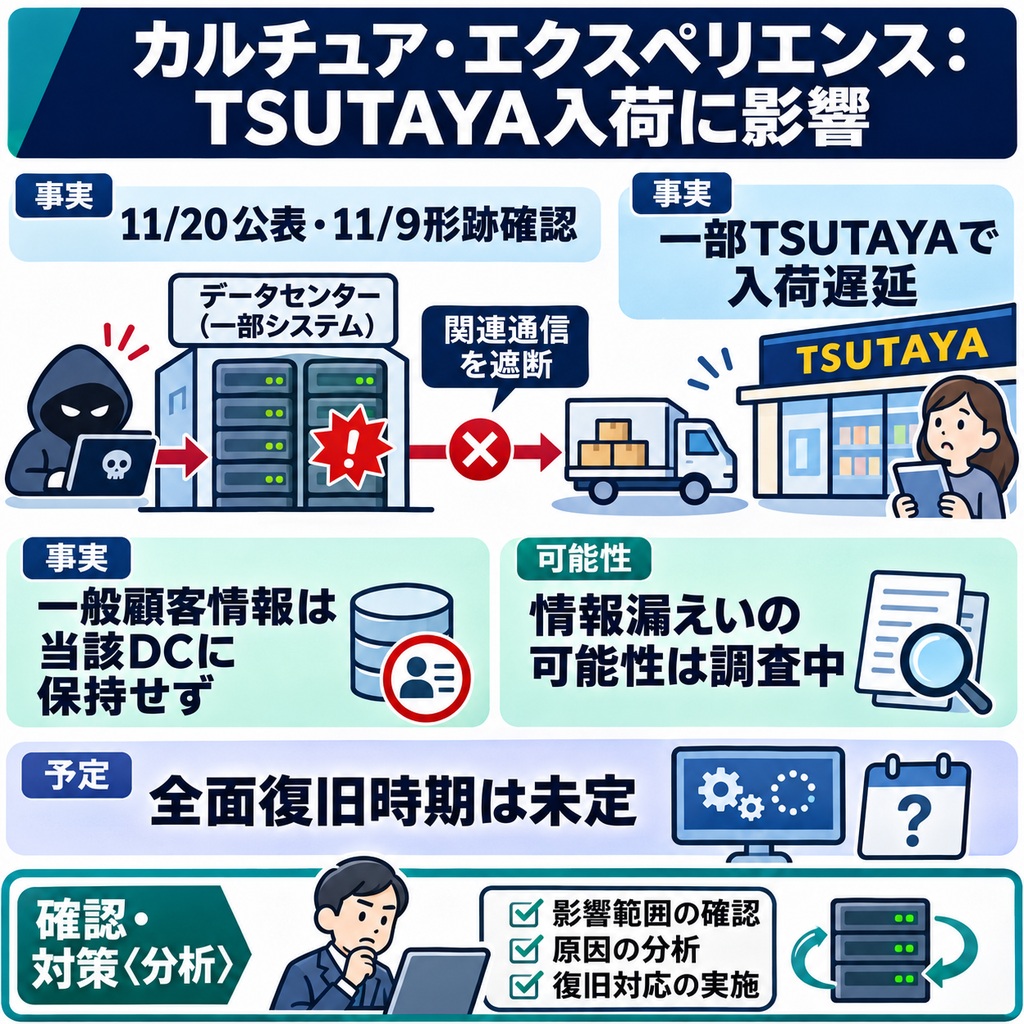 カルチュア・エクスペリエンス:
TSUTAYA入荷に影響
事実
11/20公表・11/9形跡確認
事実
一部TSUTAYAで
入荷遅延
データセンター
(一部システム)
関連通信
を遮断
TSUTAYA
事実
一般顧客情報は
当該DCに
保持せず
可能性
情報漏えいの
可能性は調査中
予定
全面復旧時期は未定
?
確認・
対策〈分析〉
影響範囲の確認
原因の分析
復旧対応の実施